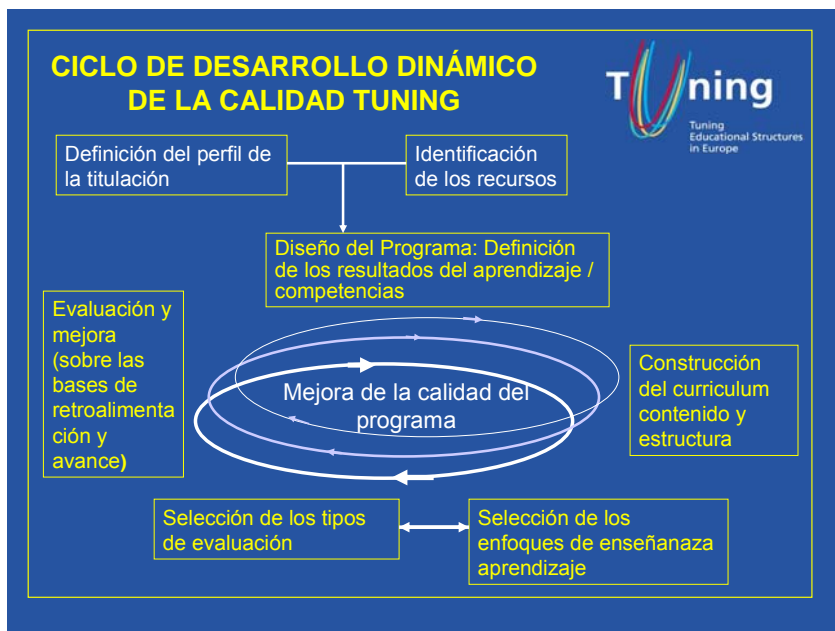 CICLO DE DESARROLLO DINÁMICO
DE LA CALIDAD TUNING
Tuning
Tuning
Educational Structures
in Europe
Definición del perfil de
la titulación
Identificación
de los recursos
Diseño del Programa: Definición
de los resultados del aprendizaje /
competencias
Evaluación y
mejora
(sobre las
bases de
retroalimenta
ción y
avance)
Mejora de la calidad del
programa
Construcción
del curriculum
contenido y
estructura
Selección de los tipos
de evaluación
Selección de los
enfoques de enseñanaza
aprendizaje